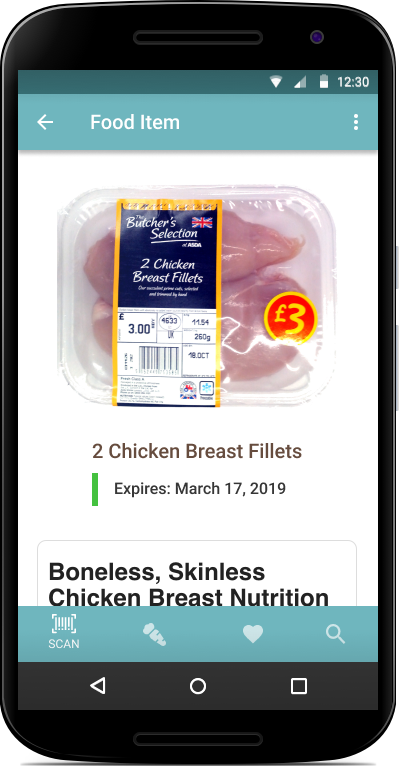 12:30
Food Item
The
Butcher's
Selection
at ASDA
2 Chicken
Breast Fillets
Our succulent prime cuts, selected
and trimmed by hand
£
3.00
4633
UK
11.54
260g
18.OCT
£3
2 Chicken Breast Fillets
Expires: March 17, 2019
Boneless, Skinless
Chicken Breast Nutrition
SCAN